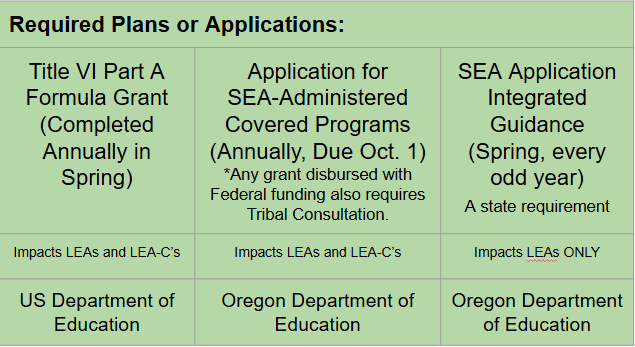 Required Plans or Applications:
Title VI Part A
Formula Grant
(Completed
Annually in
Spring)
Application for
SEA-Administered
Covered Programs
(Annually, Due Oct. 1)
*Any grant disbursed with
Federal funding also requires
Tribal Consultation.
SEA Application
Integrated
Guidance
(Spring, every
odd year)
A state requirement
Impacts LEAs and LEA-C’s
Impacts LEAs and LEA-C’s
Impacts LEAs ONLY
US Department of
Education
Oregon Department of
Education
Oregon Department
of Education